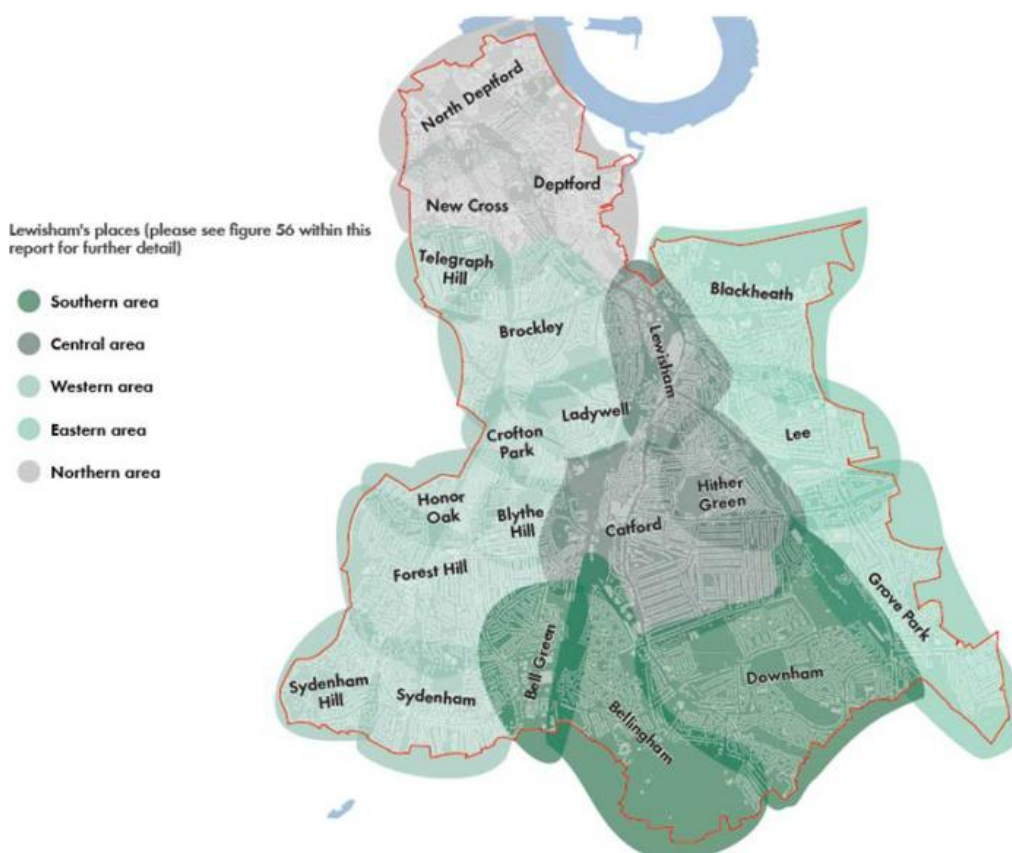 Lewisham's places (please see figure 56 within this
report for further detail)
Southern area
Central area
Western area
Eastern area
Northern area
North Deptford
Deptford
New Cross
Telegraph
Hill
Blackheath
Brockley
Lewisham
Ladywell
Crofton
Park
Lee
Hither
Green
Honor
Oak
Blythe
Hill
Catford
Forest Hill
Grove Park
Bell Green
Downham
Sydenham
Hill
Sydenham
Bellingham